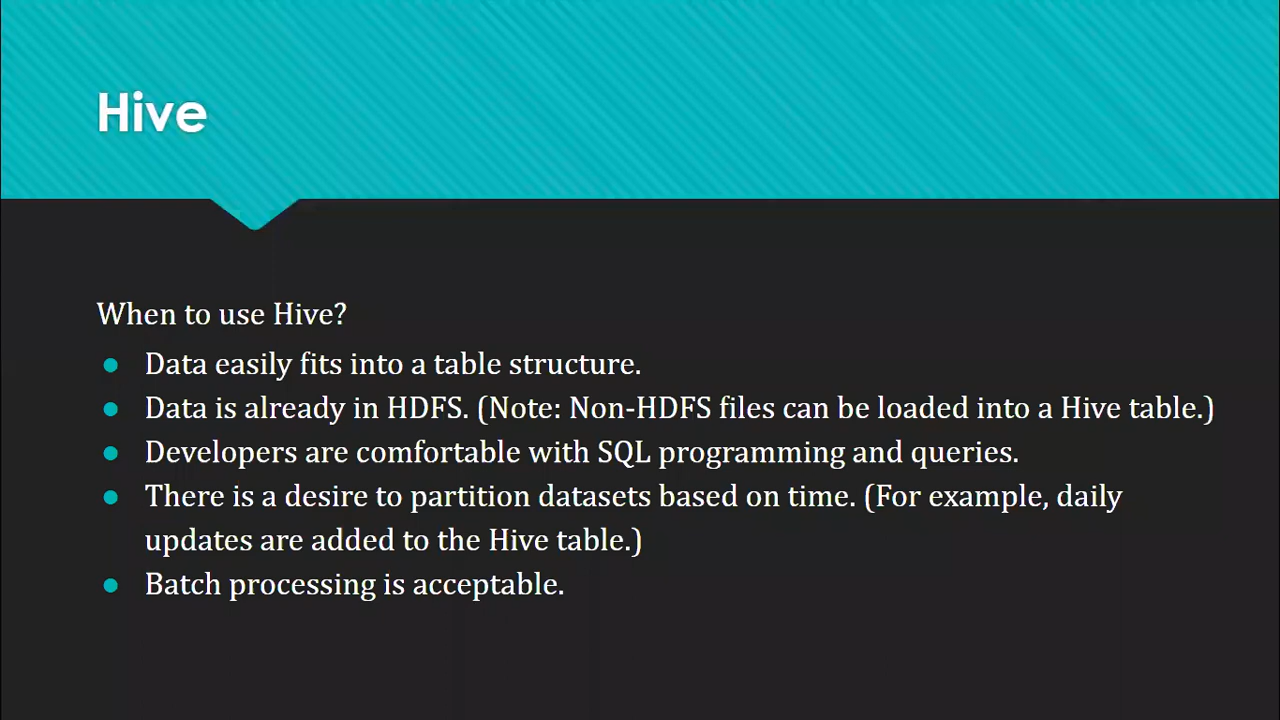 Hive
When to use Hive?
Data easily fits into a table structure.
Data is already in HDFS. (Note: Non-HDFS files can be loaded into a Hive table.)
Developers are comfortable with SQL programming and queries.
There is a desire to partition datasets based on time. (For example, daily
updates are added to the Hive table.)
Batch processing is acceptable.